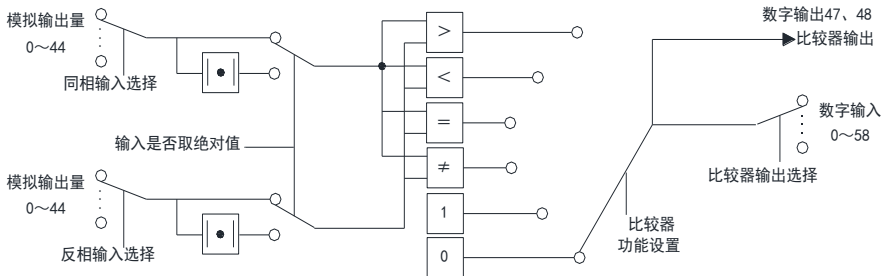 模拟输出量
0～44
同相输入选择
|•|
输入是否取绝对值
模拟输出量
0～44
反相输入选择
|•|
>
<
=
≠
1
0
数字输出47、48
比较器输出
数字输入
0～58
比较器输出选择
比较器
功能设置